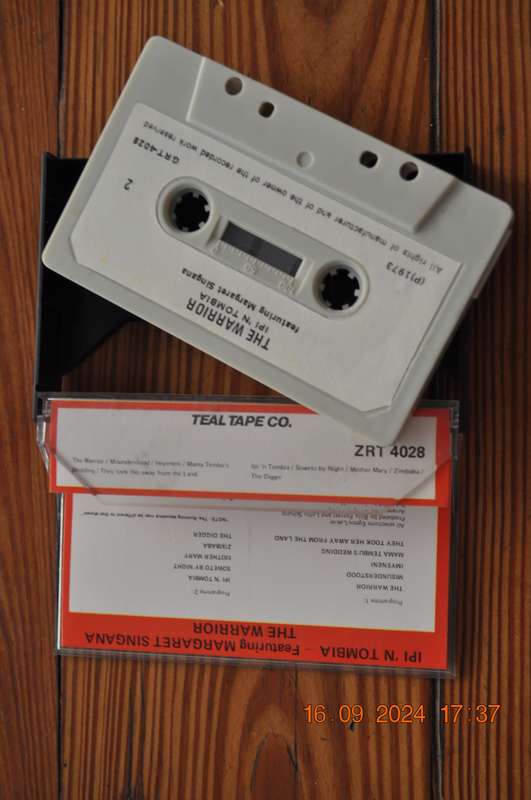 THE WARRIOR
IPI 'N TOMBIA
featuring Margaret Singana
2
GRT-4028
(P)1973
All rights of manufacturer and of the owner of the recorded work reserved
TEAL TAPE CO.
ZRT 4028
The Warrior / Misunderstood / Imyeneni / Mama Tembu's
Wedding / They took her away from the Land
Ipi 'n Tombia / Soweto by Night / Mother Mary / Zimbaba /
The Digger
IPI 'N TOMBIA — Featuring MARGARET SINGANA
THE WARRIOR
Programme 1:
THE WARRIOR
MISUNDERSTOOD
IMYENENI
MAMA TEMBU'S WEDDING
THEY TOOK HER AWAY FROM THE LAND
Programme 2:
IPI 'N TOMBIA
SOWETO BY NIGHT
MOTHER MARY
ZIMBABA
THE DIGGER
16.09.2024 17:37